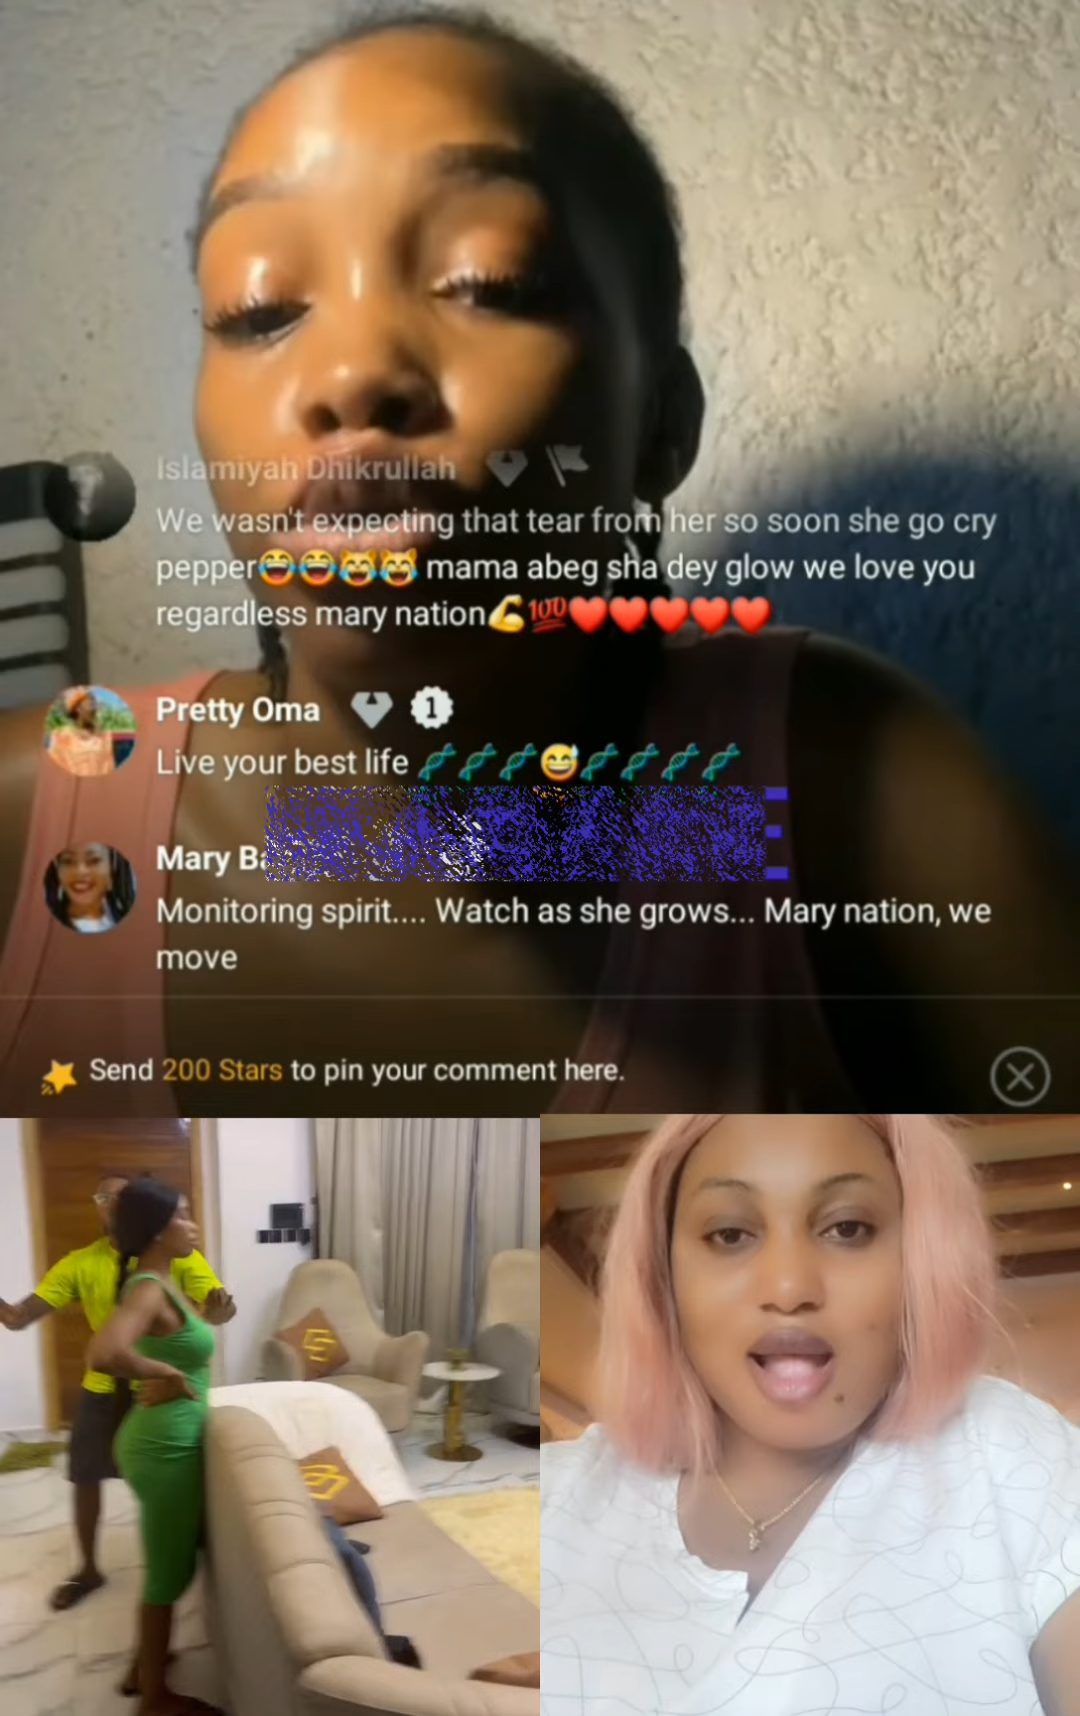 Islamiyah Dhikrullah
We wasn't expecting that tear from her so soon she go cry
pepper😂😂😹😹 mama abeg sha dey glow we love you
regardless mary nation💪💯❤️❤️❤️❤️❤️
Pretty Oma 1
Live your best life 🧬🧬🧬😅🧬🧬🧬🧬
Mary
Monitoring spirit.... Watch as she grows... Mary nation, we
move
Send 200 Stars to pin your comment here.